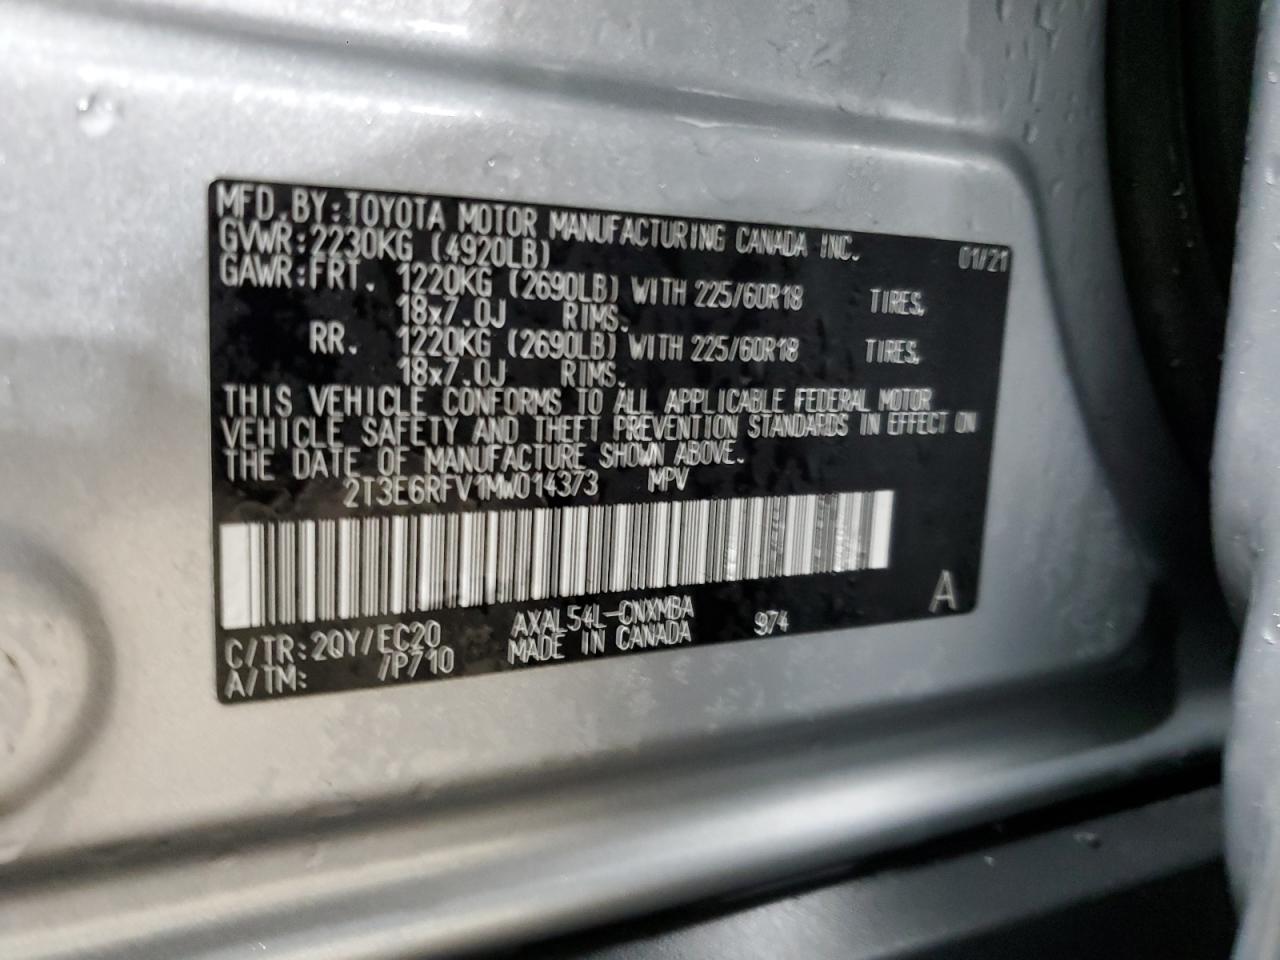 MFD.BY:TOYOTA MOTOR MANUFACTURING CANADA INC. 01/21
GVWR:2230KG (4920LB)
GAWR:FRT. 1220KG (2690LB) WITH 225/60R18 TIRES,
18x7.0J RIMS.
RR. 1220KG (2690LB) WITH 225/60R18 TIRES,
18x7.0J RIMS.
THIS VEHICLE CONFORMS TO ALL APPLICABLE FEDERAL MOTOR
VEHICLE SAFETY AND THEFT PREVENTION STANDARDS IN EFFECT ON
THE DATE OF MANUFACTURE SHOWN ABOVE.
2T3E6RFV1MW014373 MPV
A
C/TR:2QY/EC20 AXAL54L-CNXMBA 974
A/TM: /P710 MADE IN CANADA